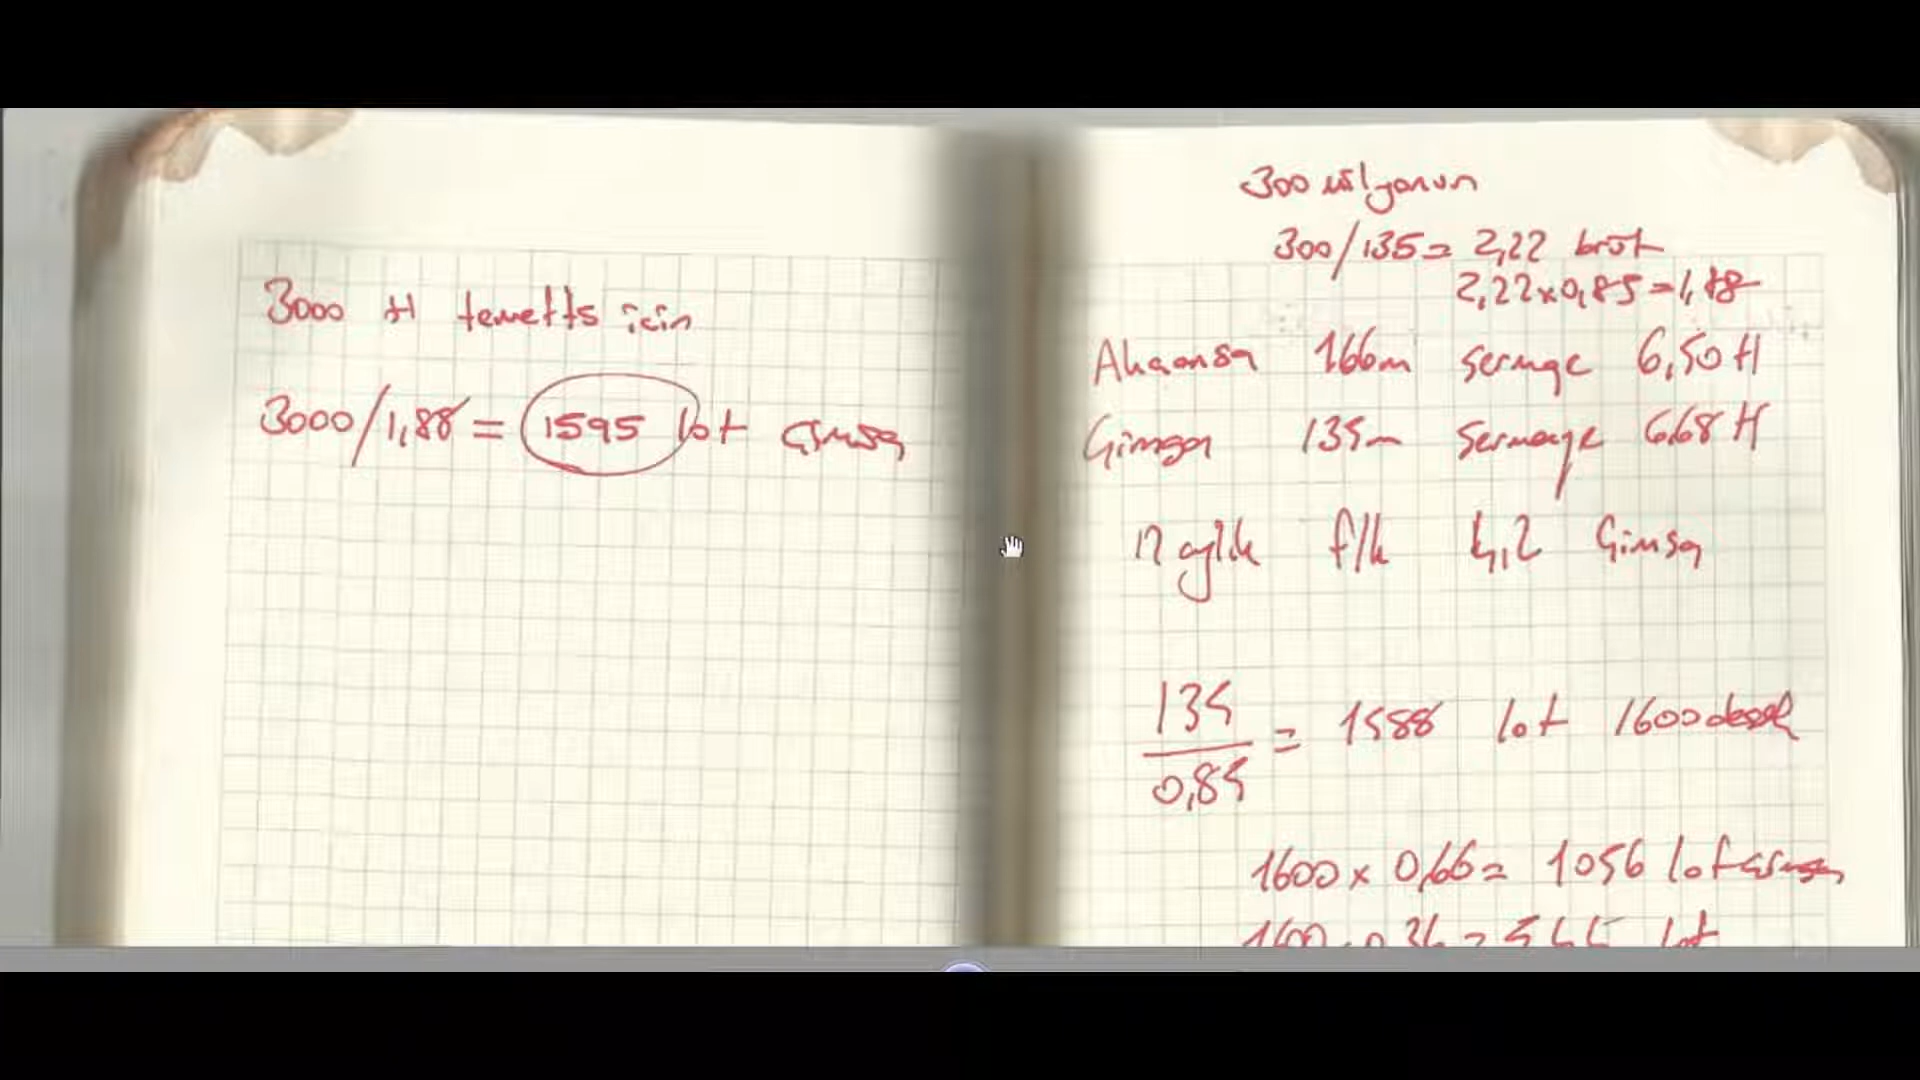 3000 tl temettü için
3000/1,88 = 1595 lot Çimsa
300 milyonun
300/135 = 2,22 brüt
2,22x0,85 = 1,88
Akçansa 166m sermaye 6,50 tl
Çimsa 135m sermaye 6.68 tl
12 aylık f/k 4,2 Çimsa
135
0,85
= 1588 lot 1600 desek
1600 x 0,66 = 1056 lot Çimsa